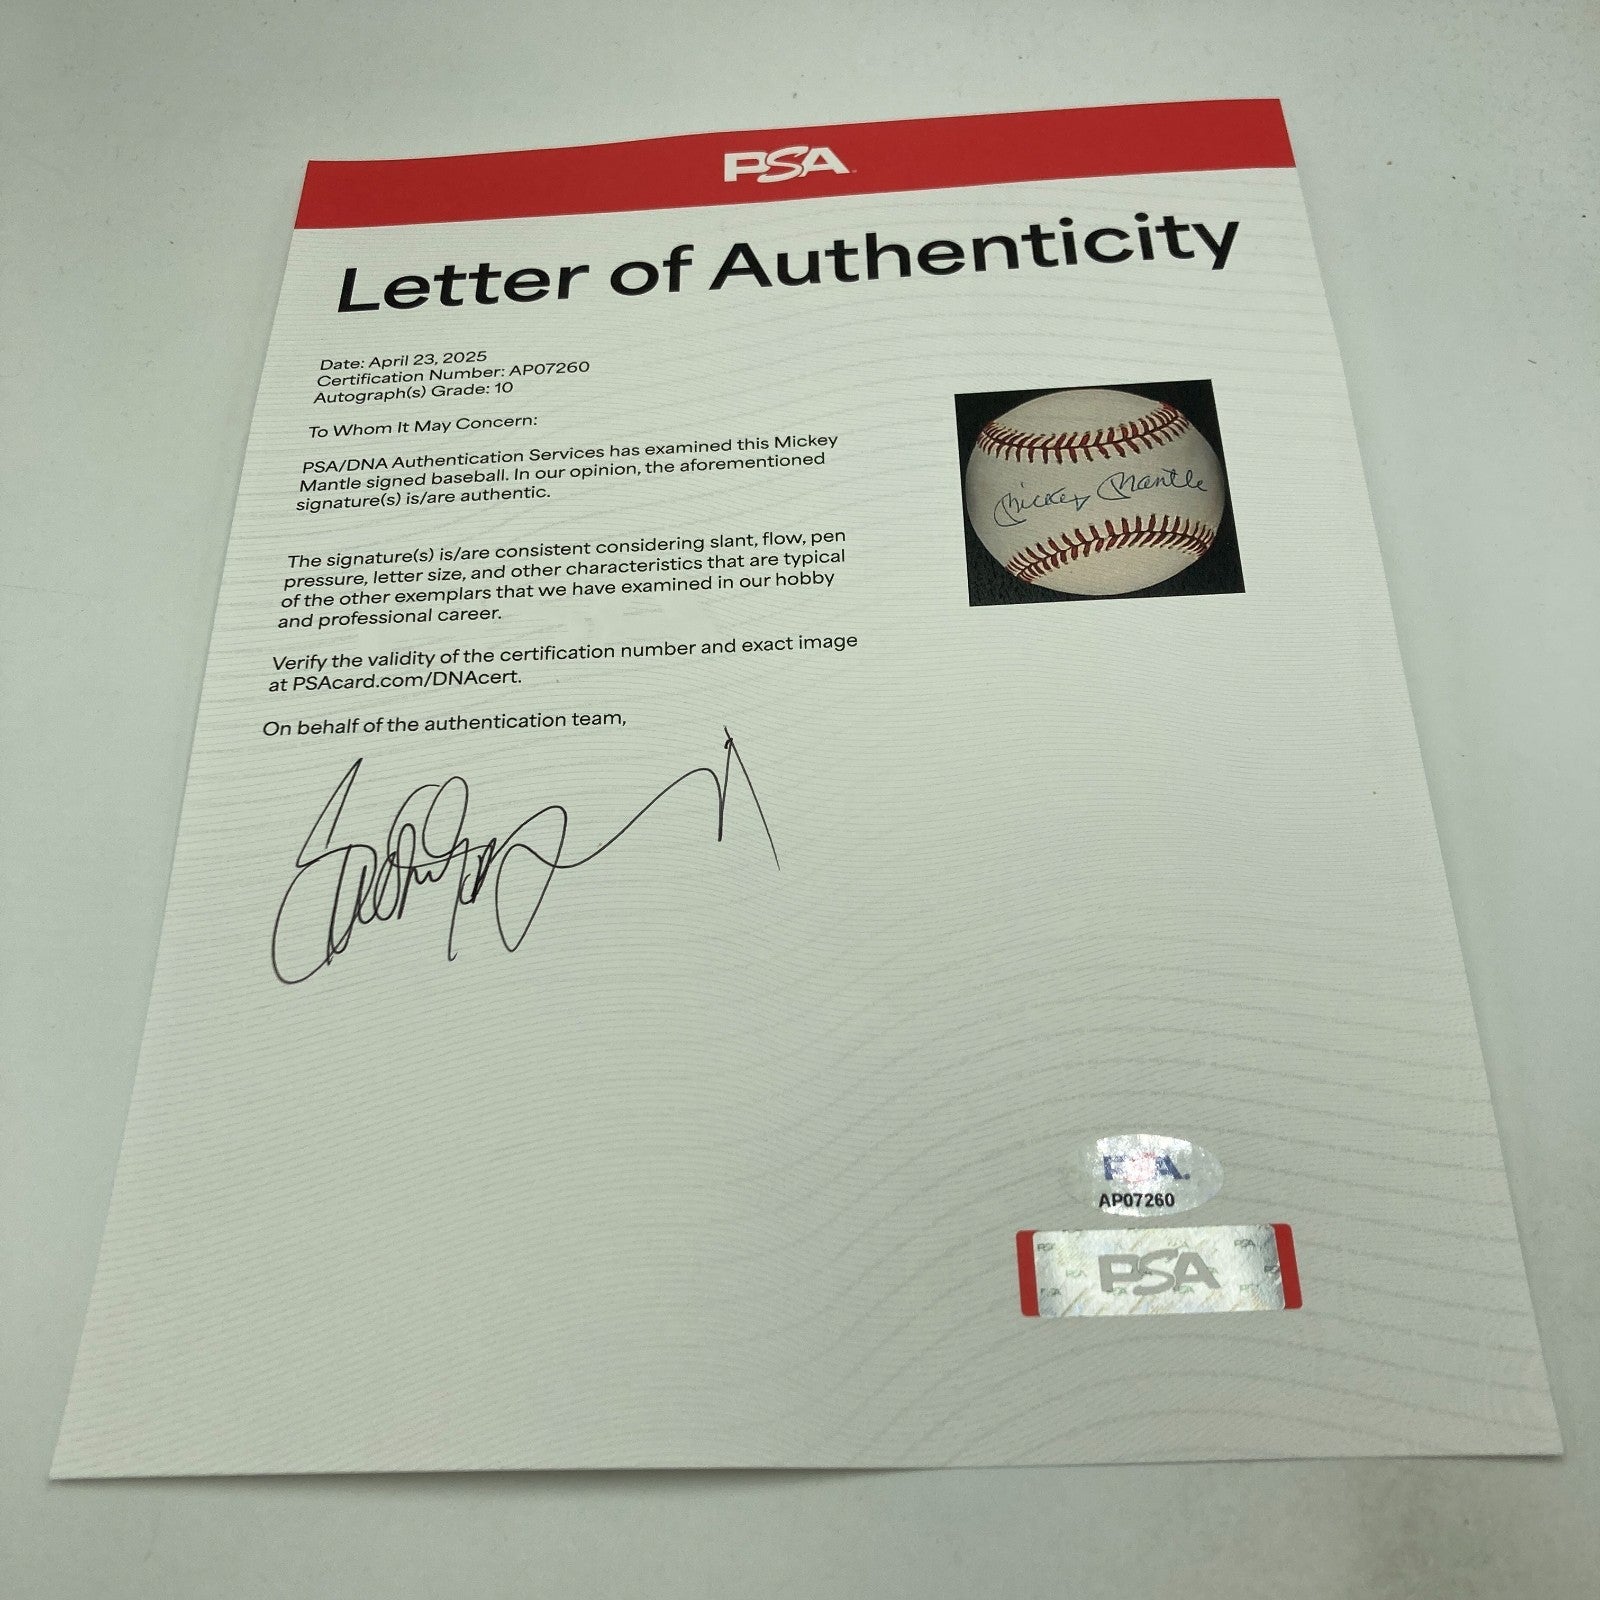 PSA
Letter of Authenticity
Date: April 23, 2025
Certification Number: AP07260
Autograph(s) Grade: 10
To Whom It May Concern:
PSA/DNA Authentication Services has examined this Mickey
Mantle signed baseball. In our opinion, the aforementioned
signature(s) is/are authentic.
The signature(s) is/are consistent considering slant, flow, pen
pressure, letter size, and other characteristics that are typical
of the other exemplars that we have examined in our hobby
and professional career.
Verify the validity of the certification number and exact image
at PSAcard.com/DNAcert.
On behalf of the authentication team,
Mickey Mantle
PSA
AP07260
PSA